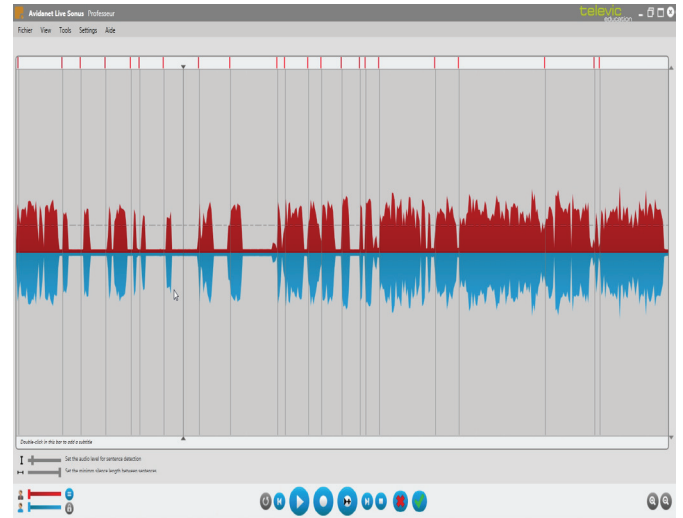 Avidanet Live Sonus Professeur
televic
education
Fichier View Tools Settings Aide
Double-click in this bar to add a subtitle
Set the audio level for sentence detection
Set the minimum silence length between sentences